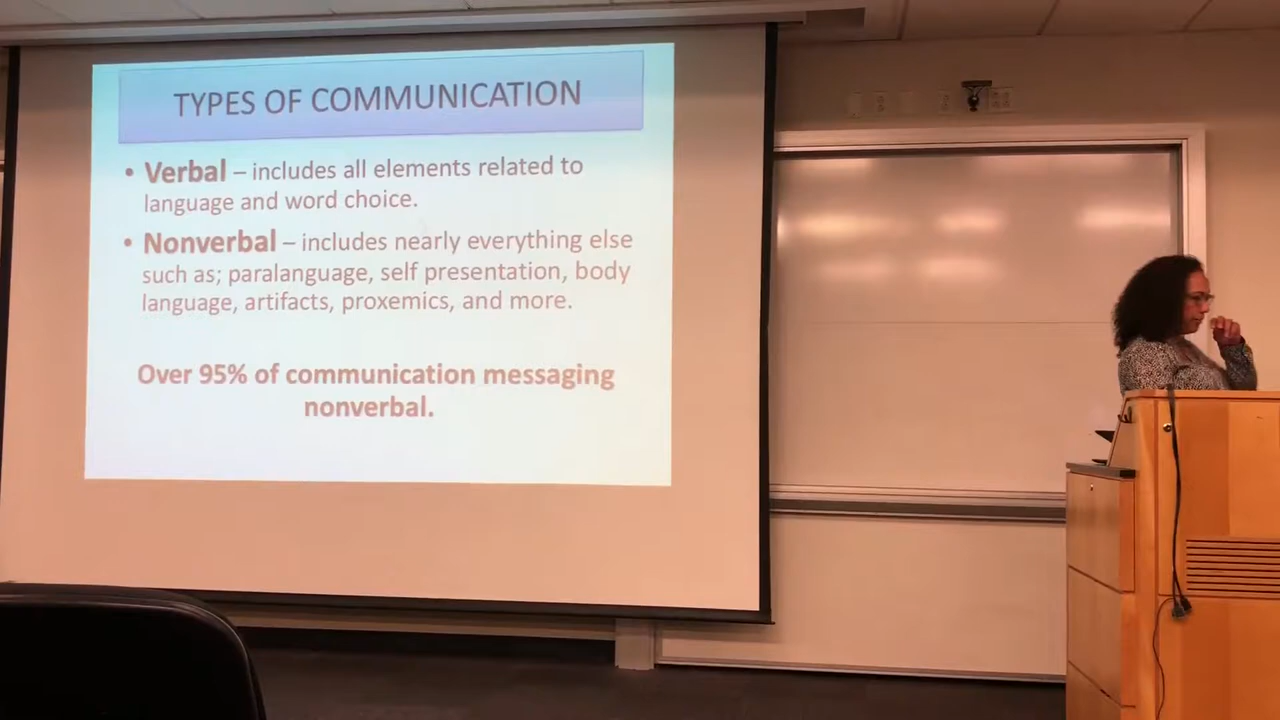 TYPES OF COMMUNICATION
• Verbal – includes all elements related to
language and word choice.
• Nonverbal – includes nearly everything else
such as; paralanguage, self presentation, body
language, artifacts, proxemics, and more.
Over 95% of communication messaging
nonverbal.